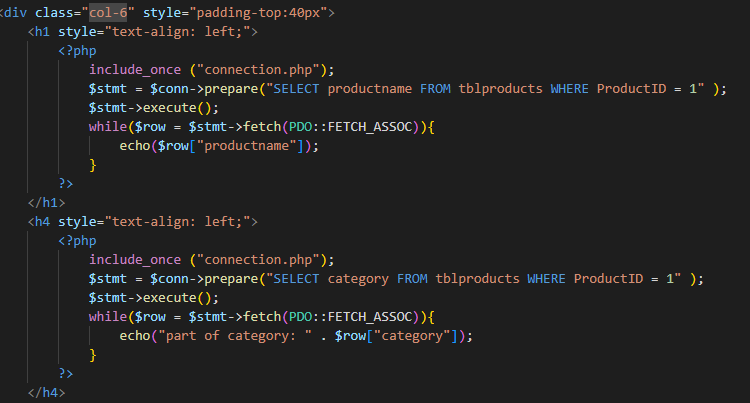 <div class="col-6" style="padding-top:40px">
<h1 style="text-align: left;">
<?php
include_once ("connection.php");
$stmt = $conn->prepare("SELECT productname FROM tblproducts WHERE ProductID = 1" );
$stmt->execute();
while($row = $stmt->fetch(PDO::FETCH_ASSOC)){
echo($row["productname"]);
}
?>
</h1>
<h4 style="text-align: left;">
<?php
include_once ("connection.php");
$stmt = $conn->prepare("SELECT category FROM tblproducts WHERE ProductID = 1" );
$stmt->execute();
while($row = $stmt->fetch(PDO::FETCH_ASSOC)){
echo("part of category: " . $row["category"]);
}
?>
</h4>